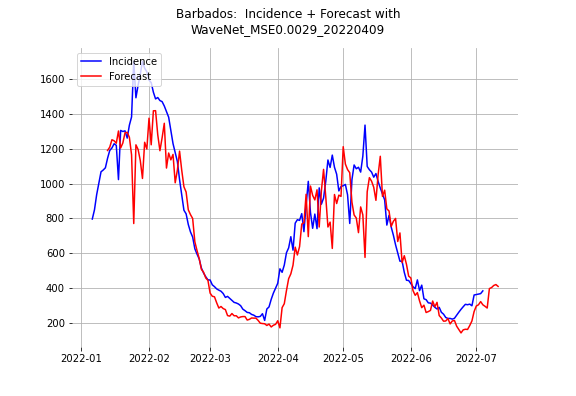 Barbados:  Incidence + Forecast with
WaveNet_MSE0.0029_20220409
Incidence
Forecast
1600
1400
1200
1000
800
600
400
200
2022-01 2022-02 2022-03 2022-04 2022-05 2022-06 2022-07